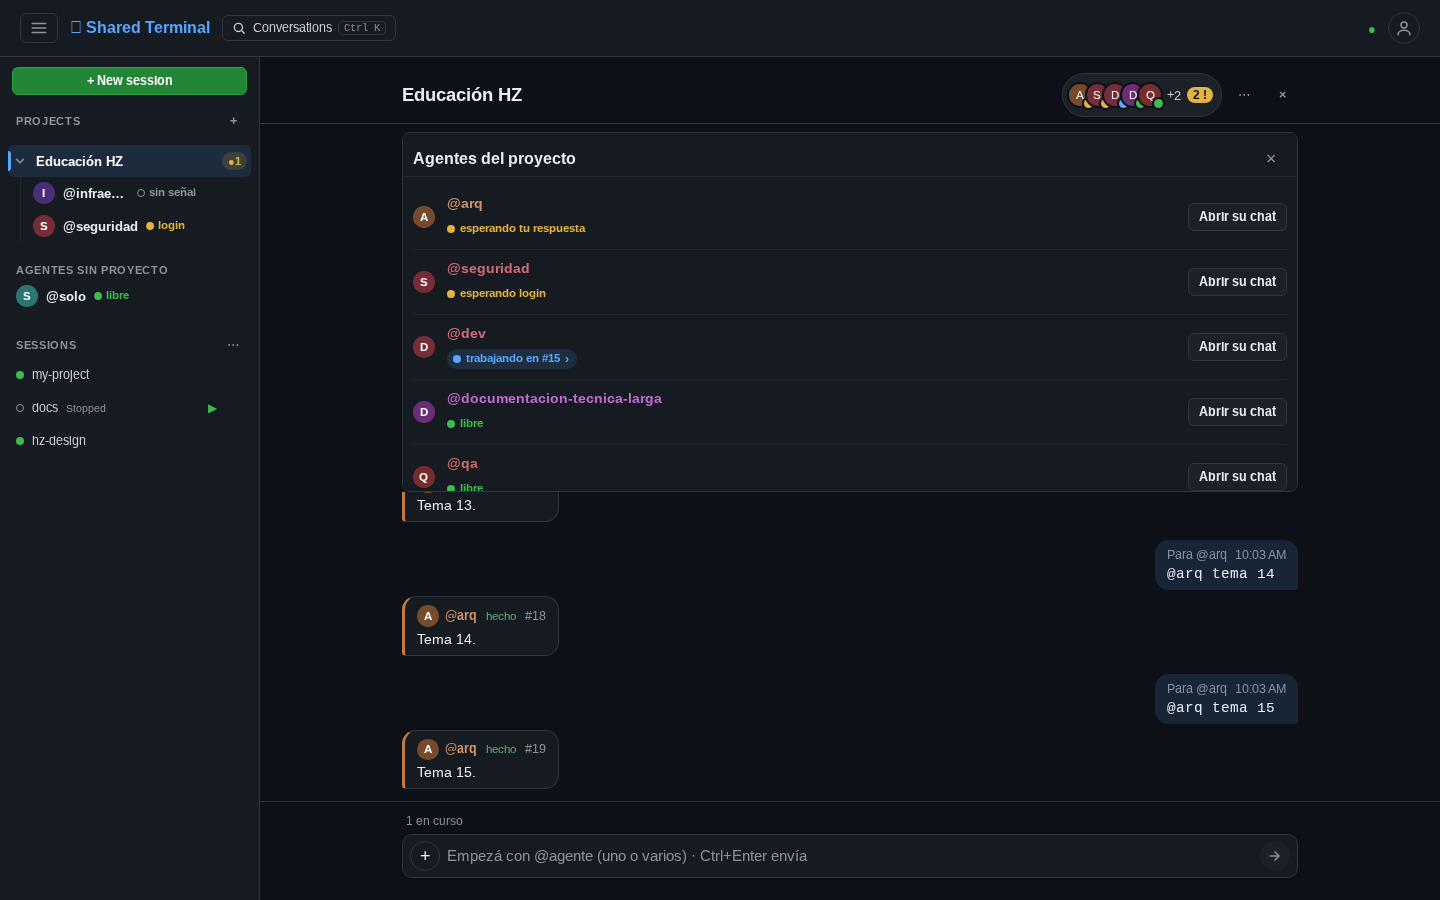 Shared Terminal
Conversations Ctrl K
+ New session
PROJECTS +
Educación HZ 1
I @infrae... sin señal
S @seguridad login
AGENTES SIN PROYECTO
S @solo libre
SESSIONS ...
my-project
docs Stopped
hz-design
Educación HZ
A S D D Q +2 2 ! ... ×
Agentes del proyecto ×
A @arq
esperando tu respuesta
Abrir su chat
S @seguridad
esperando login
Abrir su chat
D @dev
trabajando en #15 ›
Abrir su chat
D @documentacion-tecnica-larga
libre
Abrir su chat
Q @qa
libre
Abrir su chat
Tema 13.
Para @arq 10:03 AM
@arq tema 14
A @arq hecho #18
Tema 14.
Para @arq 10:03 AM
@arq tema 15
A @arq hecho #19
Tema 15.
1 en curso
+ Empezá con @agente (uno o varios) · Ctrl+Enter envía